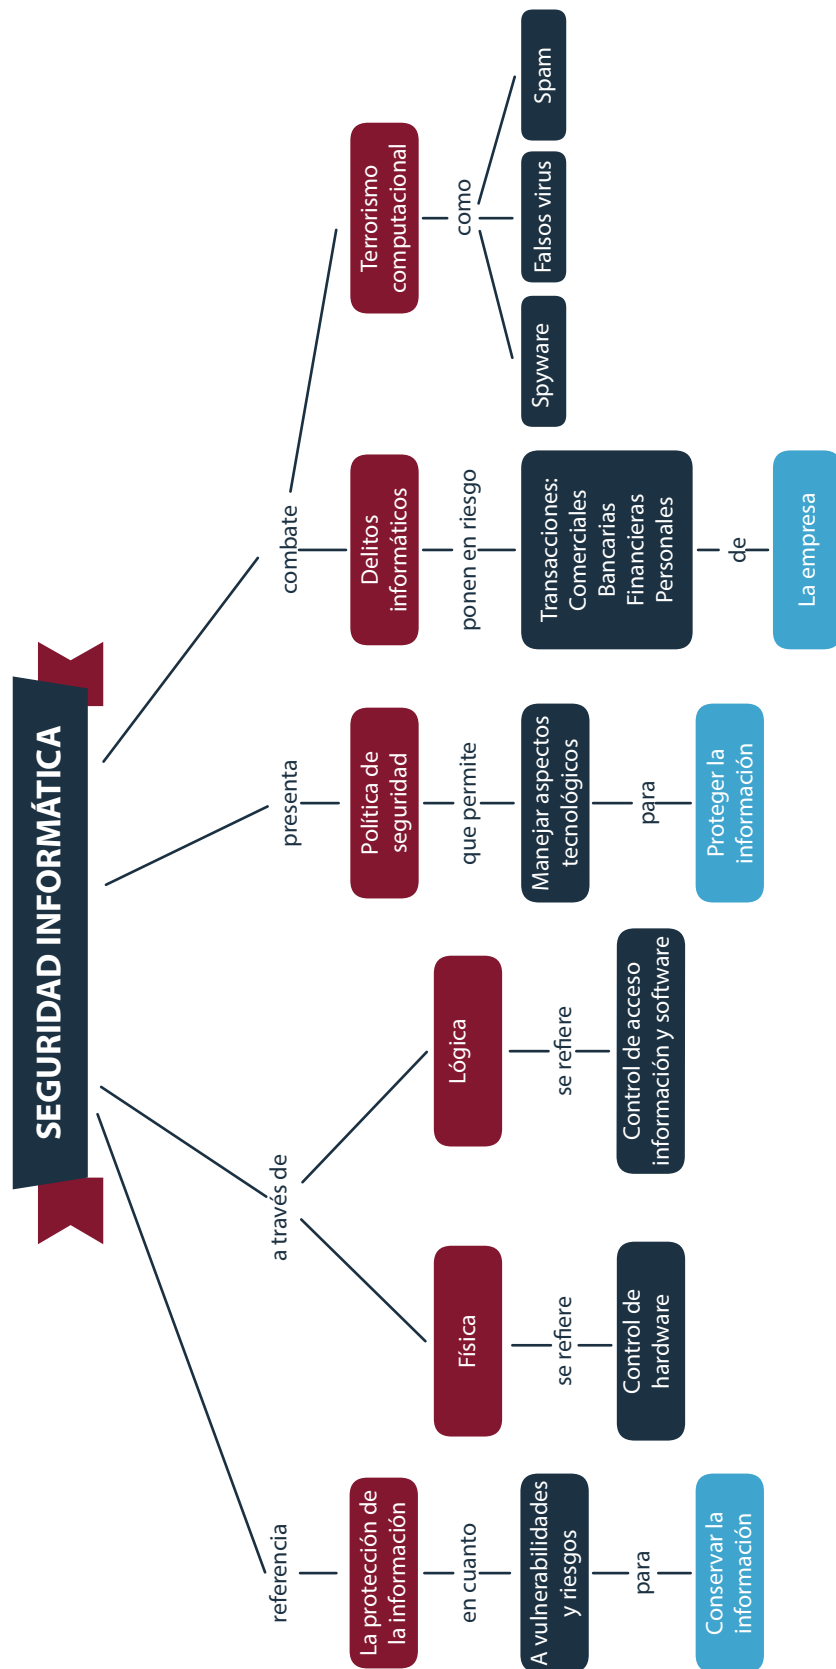 SEGURIDAD INFORMÁTICA
referencia
La protección de
la información
en cuanto
A vulnerabilidades
y riesgos
para
Conservar la
información
a través de
Física
se refiere
Control de
hardware
Lógica
se refiere
Control de acceso
información y software
presenta
Política de
seguridad
que permite
Manejar aspectos
tecnológicos
para
Proteger la
información
combate
Delitos
informáticos
ponen en riesgo
Transacciones:
Comerciales
Bancarias
Financieras
Personales
de
La empresa
Terrorismo
computacional
como
Spyware
Falsos virus
Spam